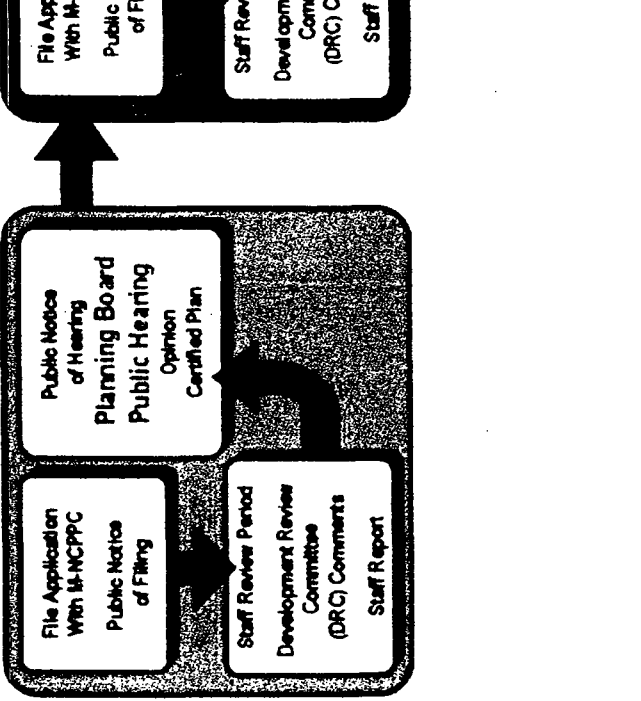 File Application
With M-NCPPC
Public Notice
of Filing
Staff Review Period
Development Review
Committee
(DRC) Comments
Staff Report
Public Notice
of Hearing
Planning Board
Public Hearing
Opinion
Certified Plan
File App
With M-
Public
of Fi
Staff Rev
Developm
Com
(DRC) C
Staff